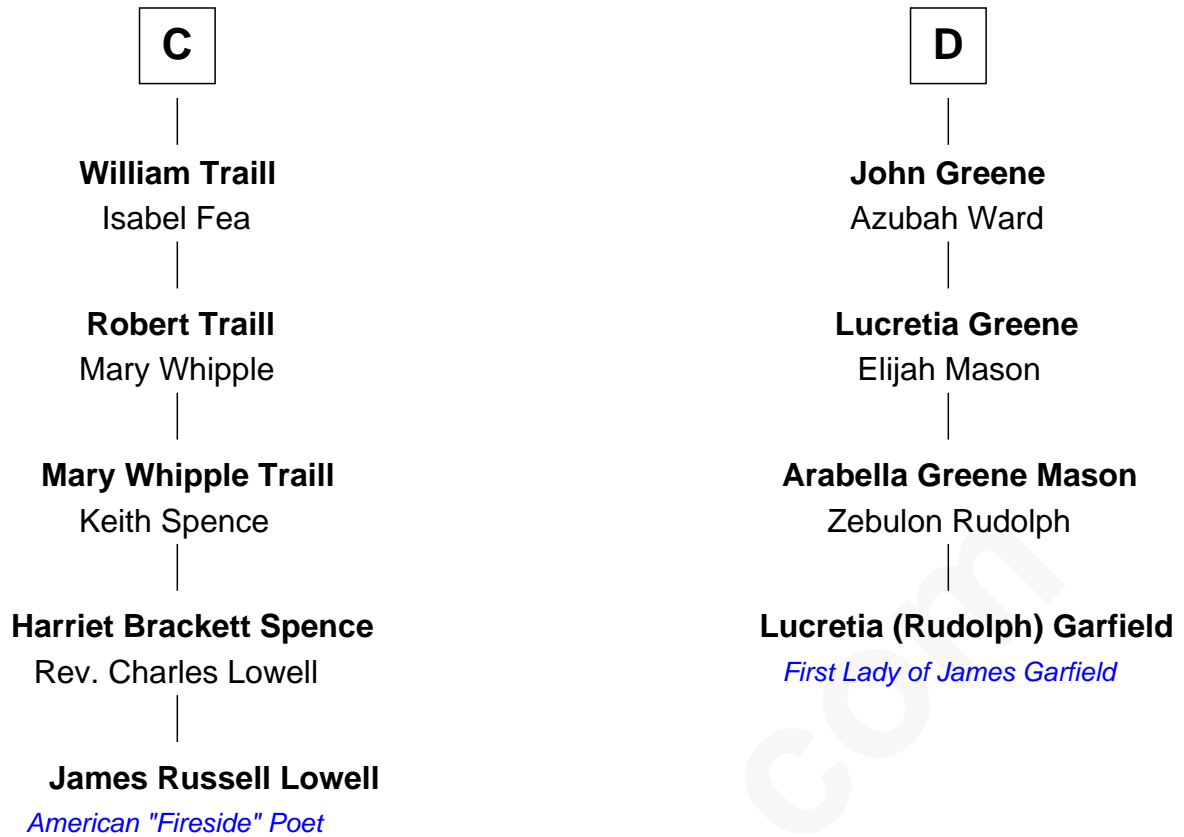 C
William Traill
Isabel Fea
Robert Traill
Mary Whipple
Mary Whipple Traill
Keith Spence
Harriet Brackett Spence
Rev. Charles Lowell
James Russell Lowell
American "Fireside" Poet
D
John Greene
Azubah Ward
Lucretia Greene
Elijah Mason
Arabella Greene Mason
Zebulon Rudolph
Lucretia (Rudolph) Garfield
First Lady of James Garfield
com